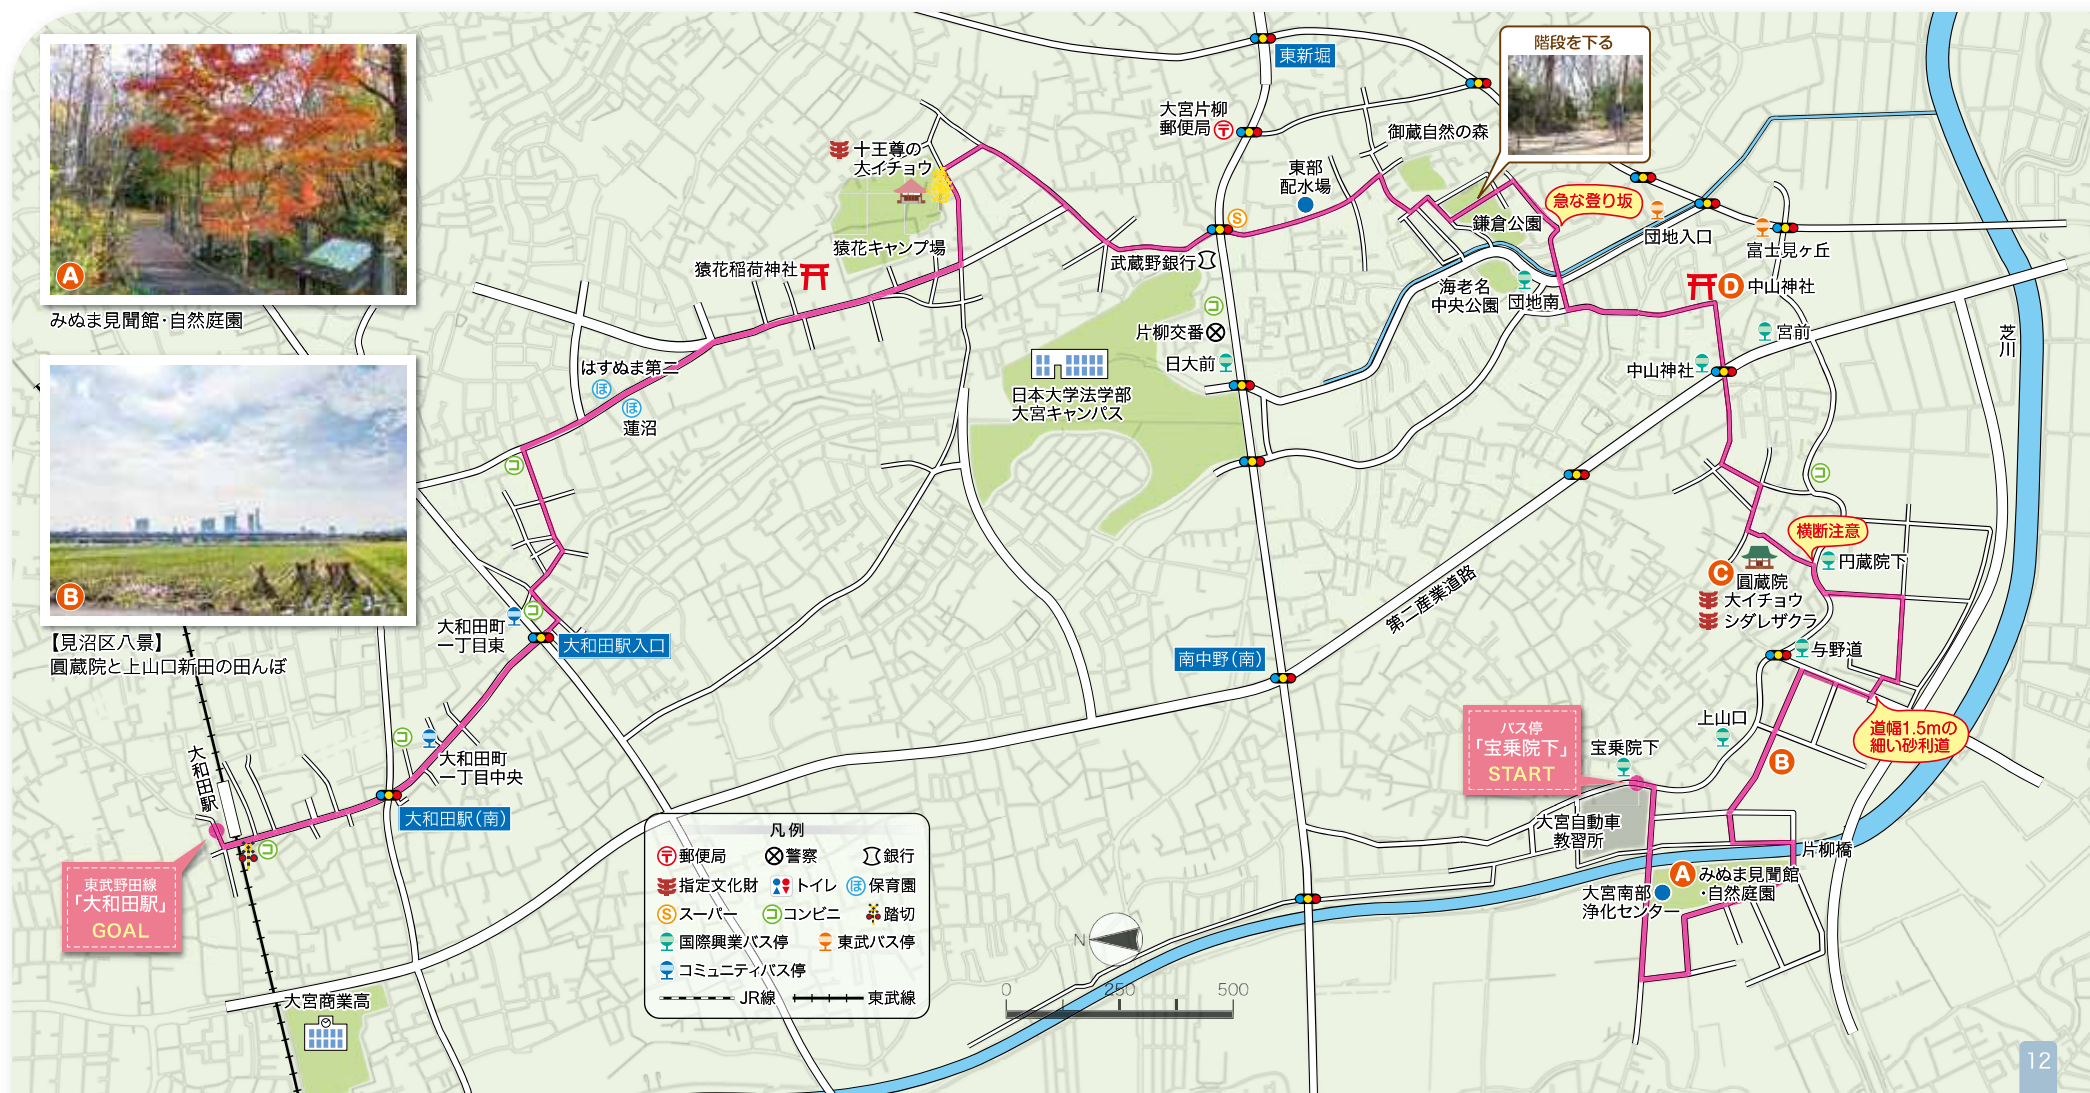 A
みぬま見聞館・自然庭園
B
【見沼区八景】
圓蔵院と上山口新田の田んぼ
階段を下る
東新堀
大宮片柳
郵便局
御蔵自然の森
東部
配水場
S
急な登り坂
鎌倉公園
団地入口
富士見ヶ丘
D
中山神社
十王尊の
大イチョウ
猿花キャンプ場
猿花稲荷神社
武蔵野銀行
コ
片柳交番
日大前
海老名
中央公園
団地南
宮前
芝川
中山神社
日本大学法学部
大宮キャンパス
はすぬま第二
ほ
ほ
蓮沼
コ
コ
横断注意
円蔵院下
C
圓蔵院
大イチョウ
シダレザクラ
与野道
第二産業道路
大和田町
一丁目東
コ
大和田駅入口
南中野(南)
道幅1.5mの
細い砂利道
上山口
B
バス停
「宝乗院下」
START
宝乗院下
大宮自動車
教習所
片柳橋
A
みぬま見聞館
・自然庭園
大宮南部
浄化センター
コ
大和田町
一丁目中央
大和田駅
大和田駅(南)
コ
東武野田線
「大和田駅」
GOAL
大宮商業高
凡例
郵便局
警察
銀行
指定文化財
トイレ
ほ
保育園
S
スーパー
コ
コンビニ
踏切
国際興業バス停
東武バス停
コミュニティバス停
JR線
東武線
N
0
250
500
12